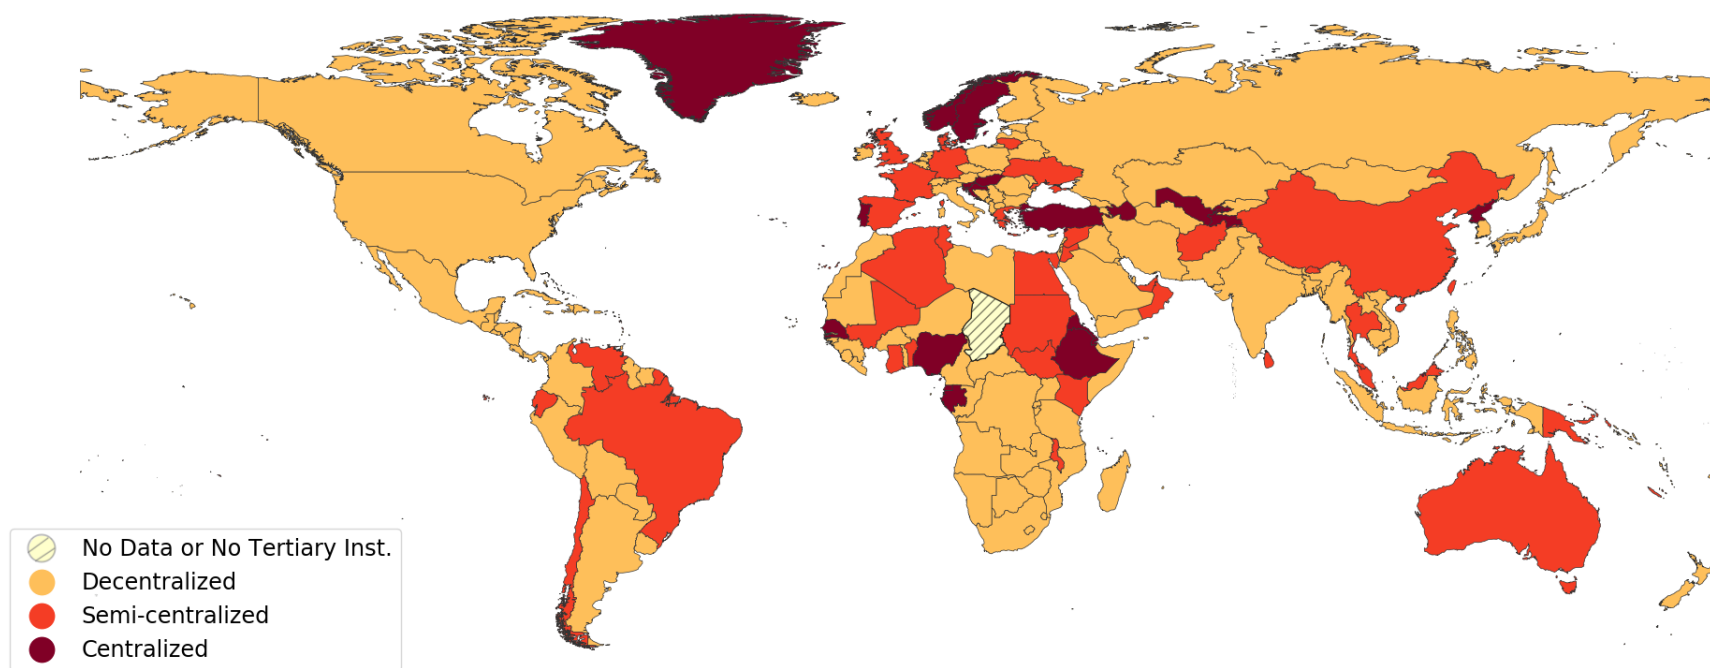 No Data or No Tertiary Inst.
Decentralized
Semi-centralized
Centralized